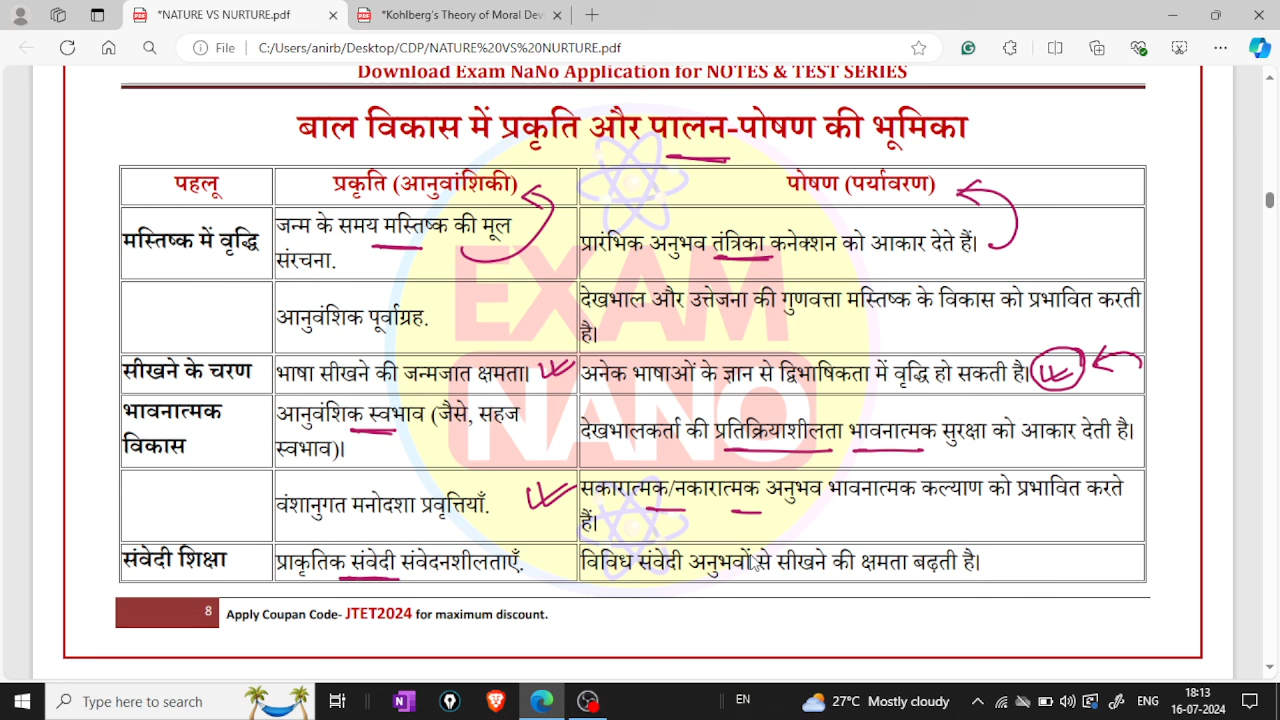 *NATURE VS NURTURE.pdf
*Kohlberg's Theory of Moral Dev
File
C:/Users/anirb/Desktop/CDP/NATURE%20VS%20NURTURE.pdf
Download Exam NaNo Application for NOTES & TEST SERIES
बाल विकास में प्रकृति और पालन-पोषण की भूमिका
पहलू प्रकृति (आनुवांशिकी) पोषण (पर्यावरण)
मस्तिष्क में वृद्धि
जन्म के समय मस्तिष्क की मूल
संरचना.
प्रारंभिक अनुभव तंत्रिका कनेक्शन को आकार देते हैं।
आनुवंशिक पूर्वाग्रह.
देखभाल और उत्तेजना की गुणवत्ता मस्तिष्क के विकास को प्रभावित करती
है।
सीखने के चरण भाषा सीखने की जन्मजात क्षमता। अनेक भाषाओं के ज्ञान से द्विभाषिकता में वृद्धि हो सकती है।
भावनात्मक
विकास
आनुवंशिक स्वभाव (जैसे, सहज
स्वभाव)।
देखभालकर्ता की प्रतिक्रियाशीलता भावनात्मक सुरक्षा को आकार देती है।
वंशानुगत मनोदशा प्रवृत्तियाँ.
सकारात्मक/नकारात्मक अनुभव भावनात्मक कल्याण को प्रभावित करते
हैं।
संवेदी शिक्षा प्राकृतिक संवेदी संवेदनशीलताएँ. विविध संवेदी अनुभवों से सीखने की क्षमता बढ़ती है।
EXAM
NANO
8 Apply Coupan Code- JTET2024 for maximum discount.
Type here to search
EN
27°C Mostly cloudy
ENG
18:13
16-07-2024